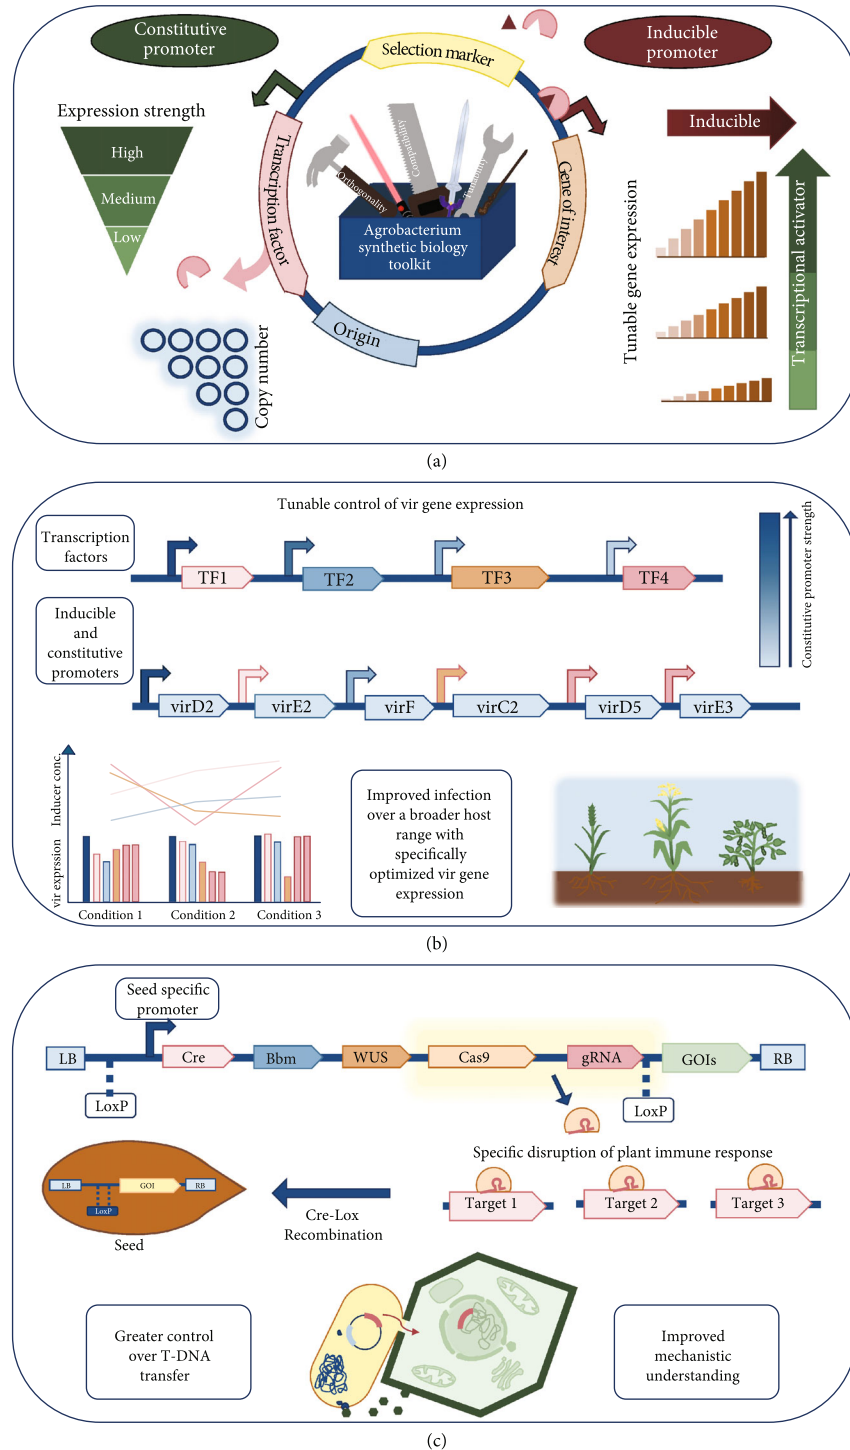 Constitutive
promoter
Selection marker
Inducible
promoter
Expression strength
High
Medium
Low
Transcription factor
Orthogonality
Compatibility
Tunability
Agrobacterium
synthetic biology
toolkit
Gene of interest
Origin
Copy number
Inducible
Tunable gene expression
Transcriptional activator
(a)
Tunable control of vir gene expression
Transcription
factors
TF1 TF2 TF3 TF4
Inducible
and
constitutive
promoters
virD2 virE2 virF virC2 virD5 virE3
Constitutive promoter strength
Inducer conc.
vir exprssion
Condition 1 Condition 2 Condition 3
Improved infection
over a broader host
range with
specifically
optimized vir gene
expression
(b)
Seed specific
promoter
LB Cre Bbm WUS Cas9 gRNA GOIs RB
LoxP LoxP
Specific disruption of plant immune response
Target 1 Target 2 Target 3
LB GOI RB
LoxP
Seed
Cre-Lox
Recombination
Greater control
over T-DNA
transfer
Improved
mechanistic
understanding
(c)